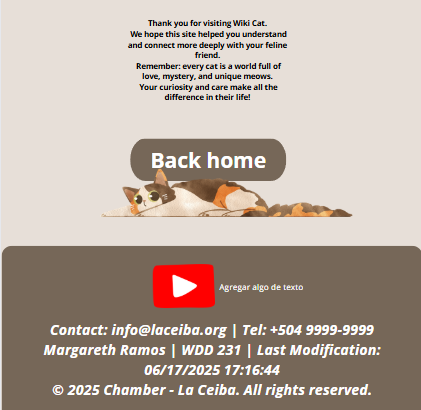 Thank you for visiting Wiki Cat.
We hope this site helped you understand
and connect more deeply with your feline
friend.
Remember: every cat is a world full of
love, mystery, and unique meows.
Your curiosity and care make all the
difference in their life!
Back home
Agregar algo de texto
Contact: info@laceiba.org | Tel: +504 9999-9999
Margareth Ramos | WDD 231 | Last Modification:
06/17/2025 17:16:44
© 2025 Chamber - La Ceiba. All rights reserved.